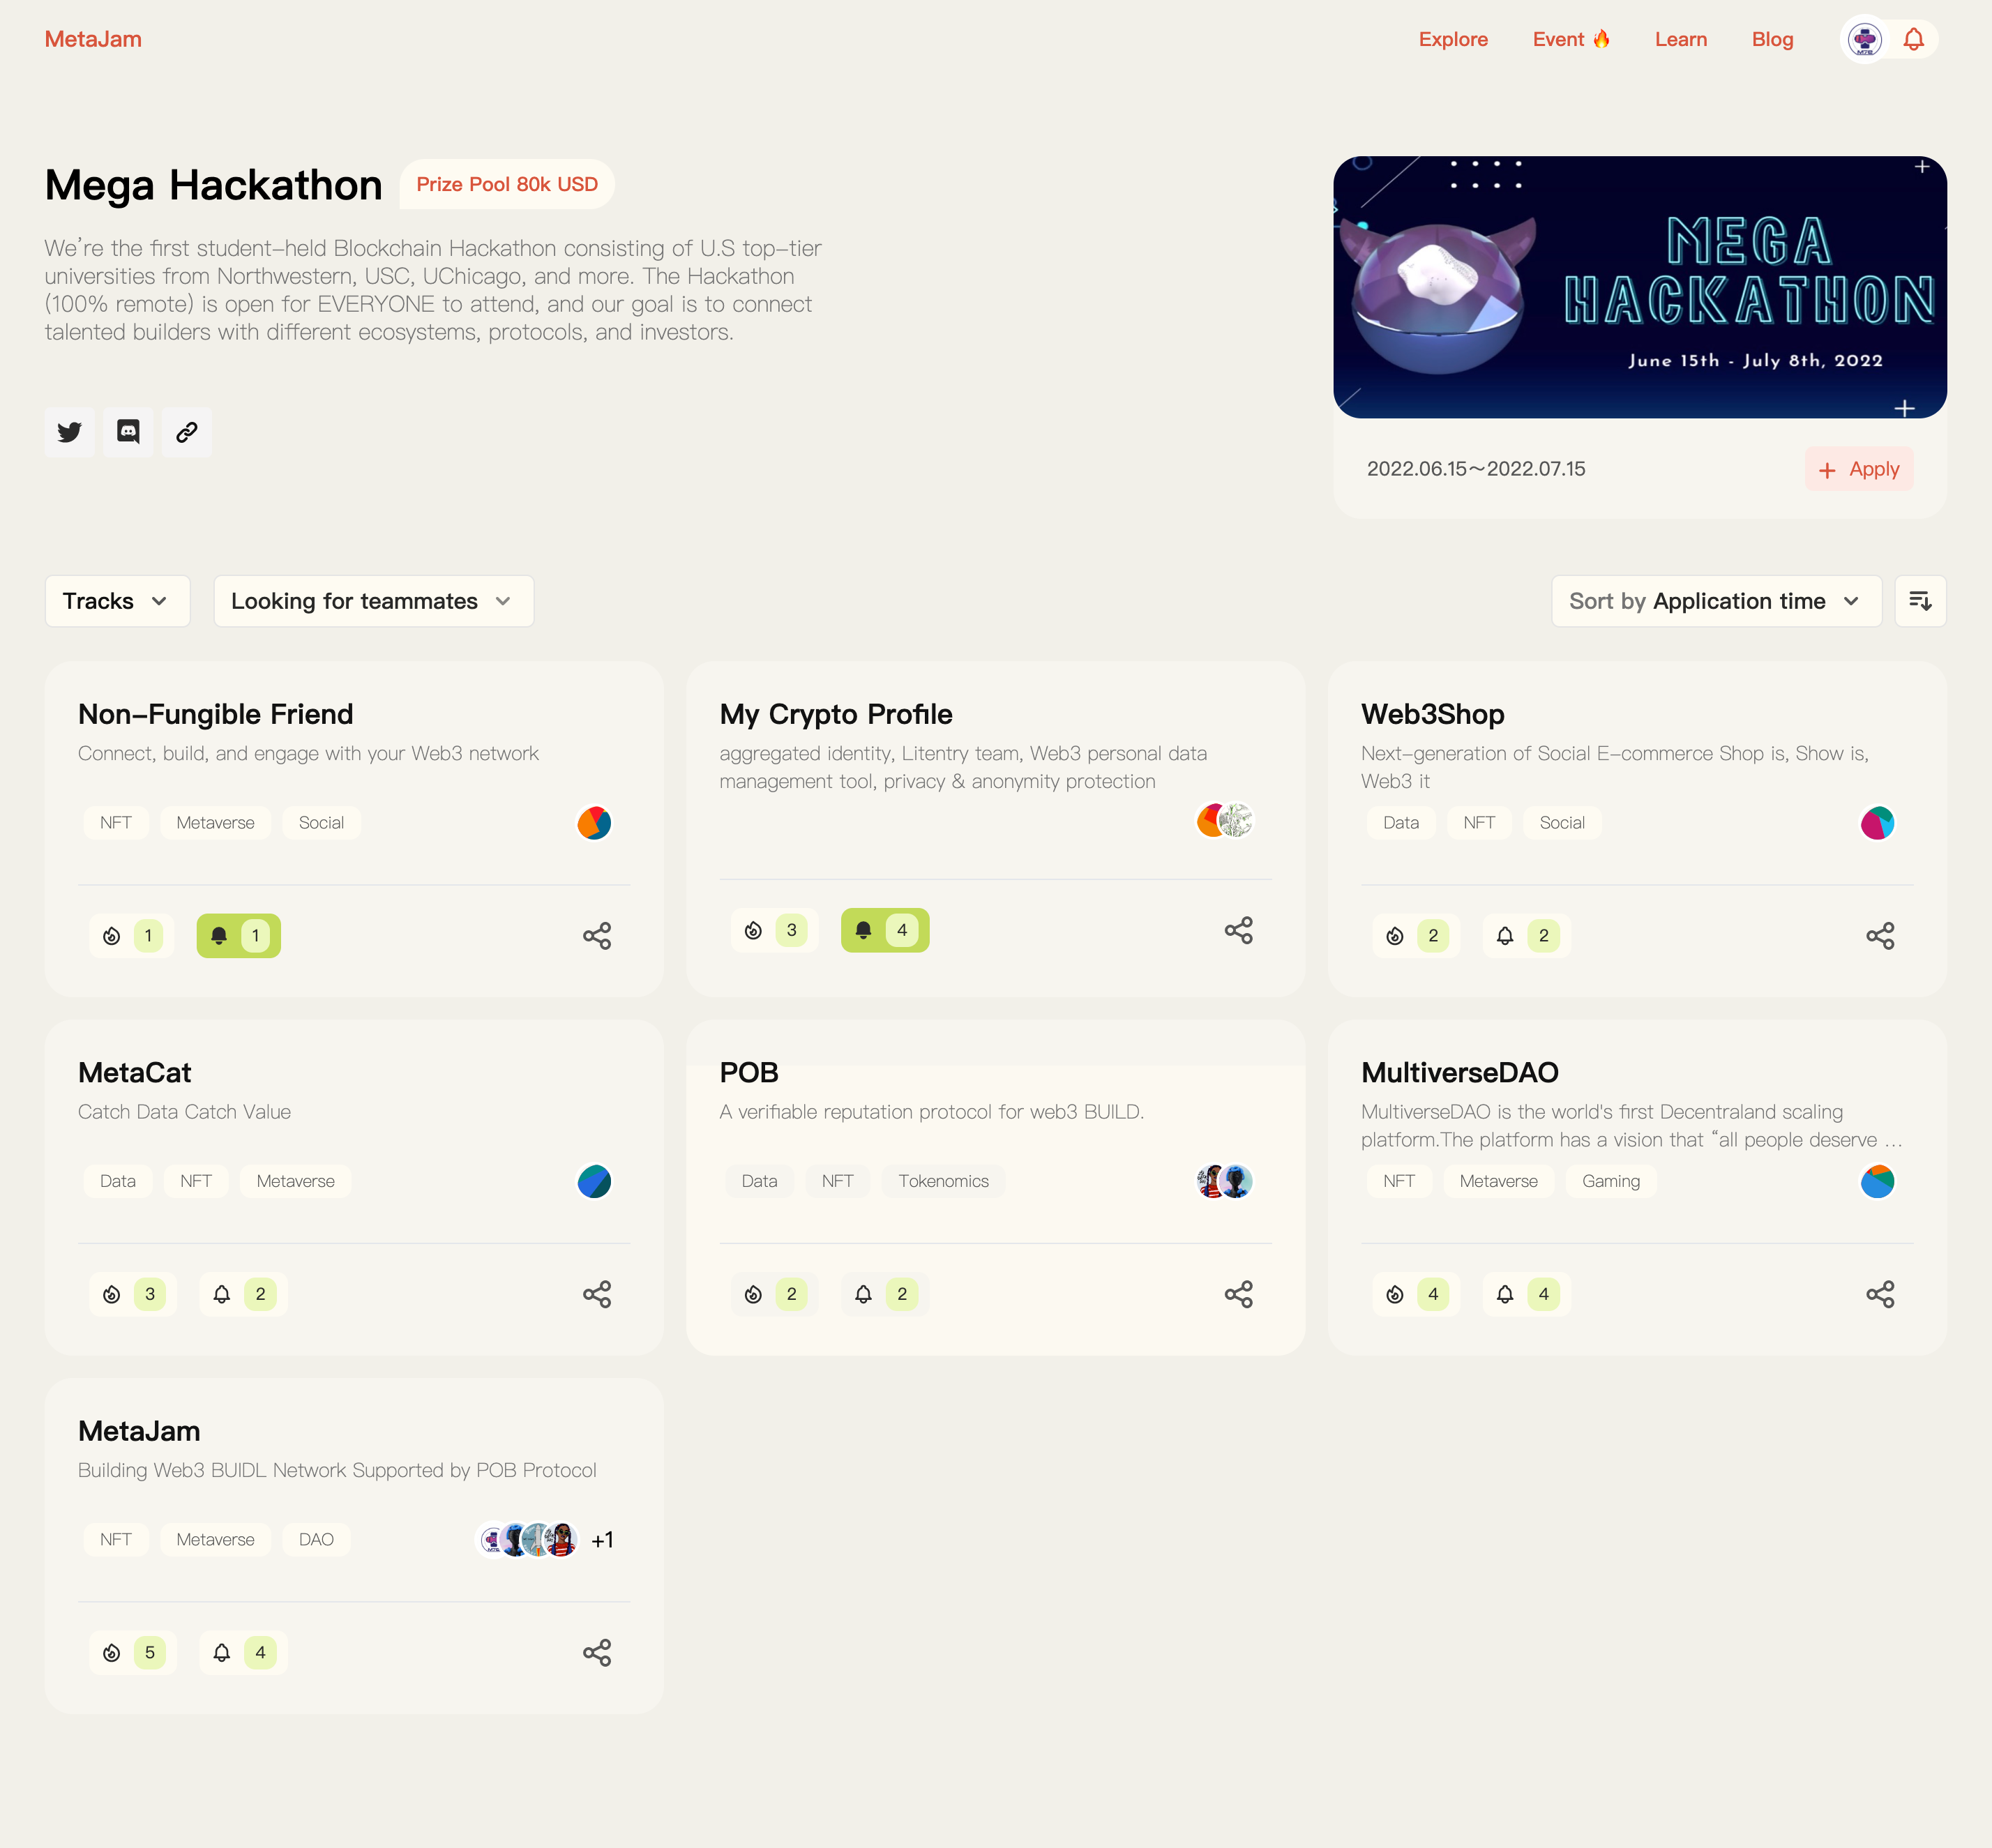 MetaJam
Explore
Event
Learn
Blog
Mega Hackathon
Prize Pool 80k USD
We’re the first student-held Blockchain Hackathon consisting of U.S top-tier
universities from Northwestern, USC, UChicago, and more. The Hackathon
(100% remote) is open for EVERYONE to attend, and our goal is to connect
talented builders with different ecosystems, protocols, and investors.
MEGA
HACKATHON
June 15th - July 8th, 2022
2022.06.15～2022.07.15
+ Apply
Tracks
Looking for teammates
Sort by Application time
Non-Fungible Friend
Connect, build, and engage with your Web3 network
NFT
Metaverse
Social
1
1
My Crypto Profile
aggregated identity, Litentry team, Web3 personal data
management tool, privacy & anonymity protection
3
4
Web3Shop
Next-generation of Social E-commerce Shop is, Show is,
Web3 it
Data
NFT
Social
2
2
MetaCat
Catch Data Catch Value
Data
NFT
Metaverse
3
2
POB
A verifiable reputation protocol for web3 BUILD.
Data
NFT
Tokenomics
2
2
MultiverseDAO
MultiverseDAO is the world's first Decentraland scaling
platform.The platform has a vision that “all people deserve …
NFT
Metaverse
Gaming
4
4
MetaJam
Building Web3 BUIDL Network Supported by POB Protocol
NFT
Metaverse
DAO
+1
5
4